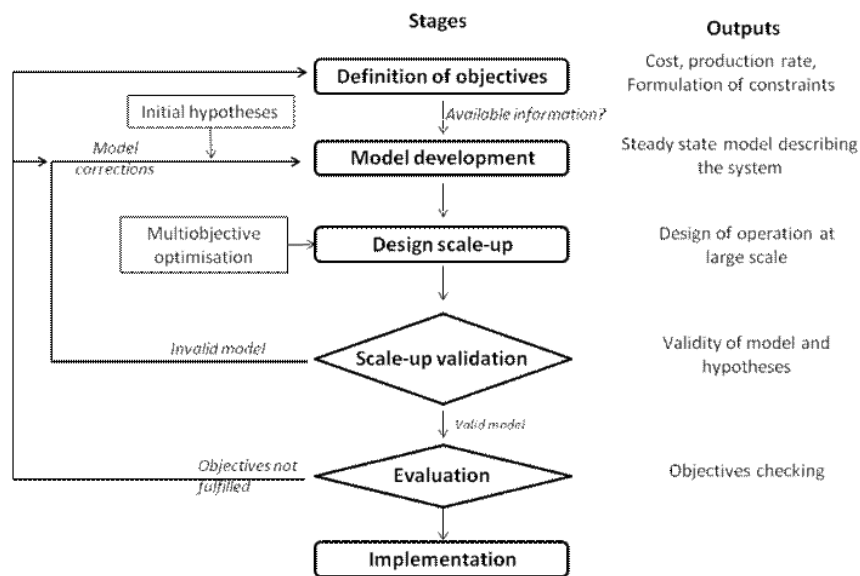 Stages
Outputs
Definition of objectives
Cost, production rate,
Formulation of constraints
Initial hypotheses
Available information?
Model
corrections
Model development
Steady state model describing
the system
Multiobjective
optimisation
Design scale-up
Design of operation at
large scale
Invalid model
Scale-up validation
Validity of model and
hypotheses
Valid model
Objectives not
fulfilled
Evaluation
Objectives checking
Implementation